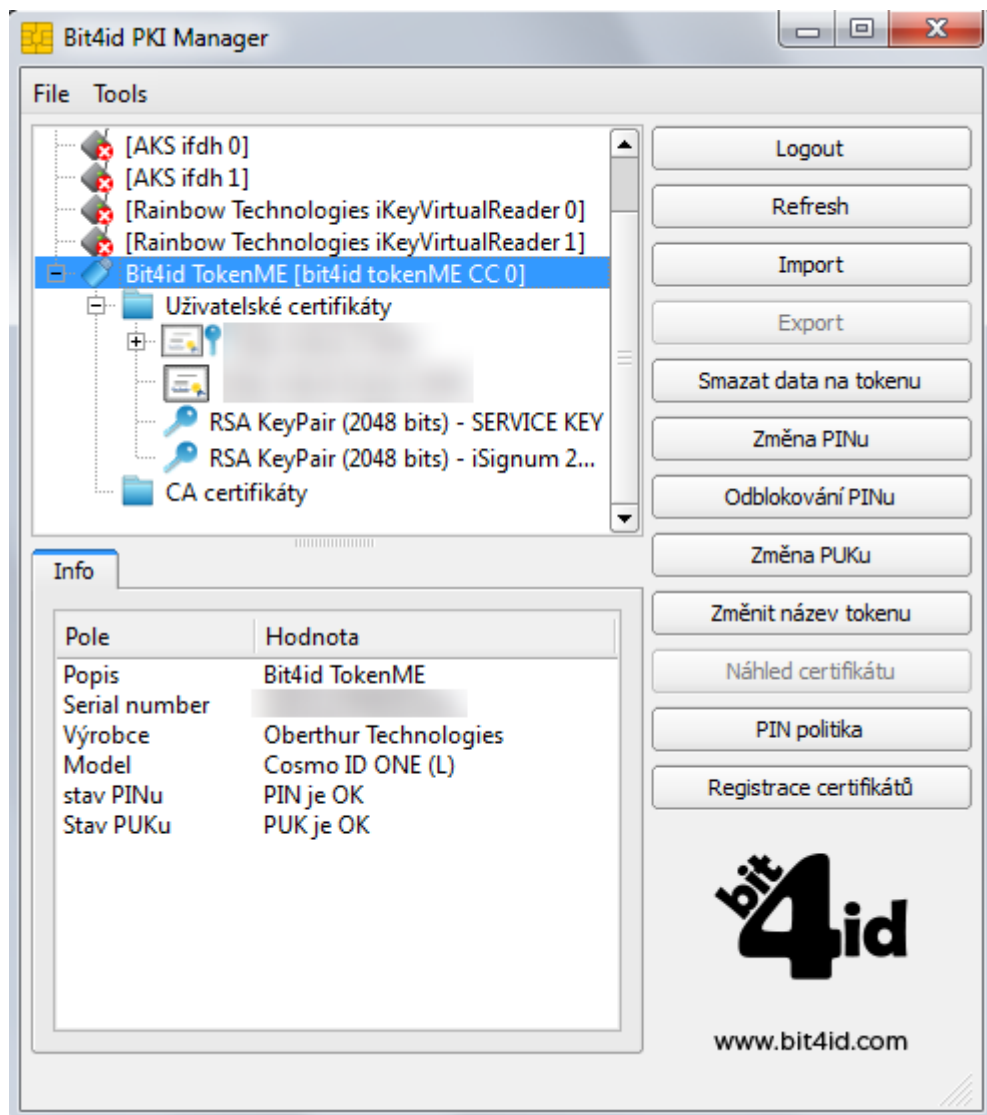 Bit4id PKI Manager
File Tools
[AKS ifdh 0]
[AKS ifdh 1]
[Rainbow Technologies iKeyVirtualReader 0]
[Rainbow Technologies iKeyVirtualReader 1]
Bit4id TokenME [bit4id tokenME CC 0]
Uživatelské certifikáty
RSA KeyPair (2048 bits) - SERVICE KEY
RSA KeyPair (2048 bits) - iSignum 2...
CA certifikáty
Logout
Refresh
Import
Export
Smazat data na tokenu
Změna PINu
Odblokování PINu
Změna PUKu
Změnit název tokenu
Náhled certifikátu
PIN politika
Registrace certifikátů
Info
Pole Hodnota
Popis Bit4id TokenME
Serial number
Výrobce Oberthur Technologies
Model Cosmo ID ONE (L)
stav PINu PIN je OK
Stav PUKu PUK je OK
bit4id
www.bit4id.com